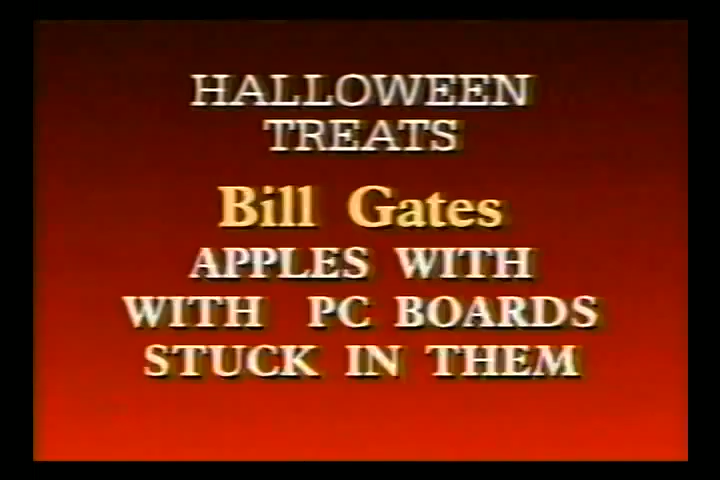 HALLOWEEN
TREATS
Bill Gates
APPLES WITH
WITH PC BOARDS
STUCK IN THEM